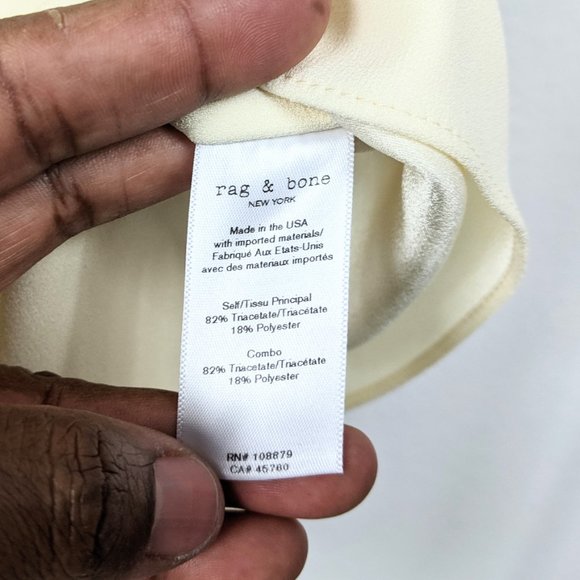 rag & bone
NEW YORK
Made in the USA
with imported materials/
Fabriqué Aux Etats-Unis
avec des materiaux importés
Self/Tissu Principal
82% Triacetate/Triacétate
18% Polyester
Combo
82% Triacetate/Triacétate
18% Polyester
RN# 108879
CA# 45760